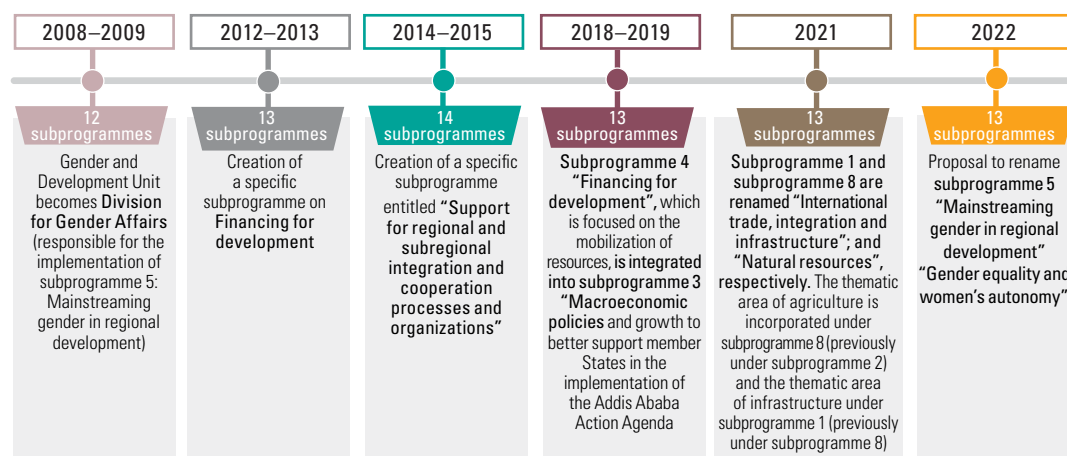 2008–2009
12
subprogrammes
Gender and
Development Unit
becomes Division
for Gender Affairs
(responsible for the
implementation of
subprogramme 5:
Mainstreaming
gender in regional
development)
2012–2013
13
subprogrammes
Creation of
a specific
subprogramme on
Financing for
development
2014–2015
14
subprogrammes
Creation of a specific
subprogramme
entitled “Support
for regional and
subregional
integration and
cooperation
processes and
organizations”
2018–2019
13
subprogrammes
Subprogramme 4
“Financing for
development”, which
is focused on the
mobilization of
resources, is integrated
into subprogramme 3
“Macroeconomic
policies and growth to
better support member
States in the
implementation of
the Addis Ababa
Action Agenda
2021
13
subprogrammes
Subprogramme 1 and
subprogramme 8 are
renamed “International
trade, integration and
infrastructure”; and
“Natural resources”,
respectively. The thematic
area of agriculture is
incorporated under
subprogramme 8 (previously
under subprogramme 2)
and the thematic area
of infrastructure under
subprogramme 1 (previously
under subprogramme 8)
2022
13
subprogrammes
Proposal to rename
subprogramme 5
“Mainstreaming
gender in regional
development”
“Gender equality and
women’s autonomy”